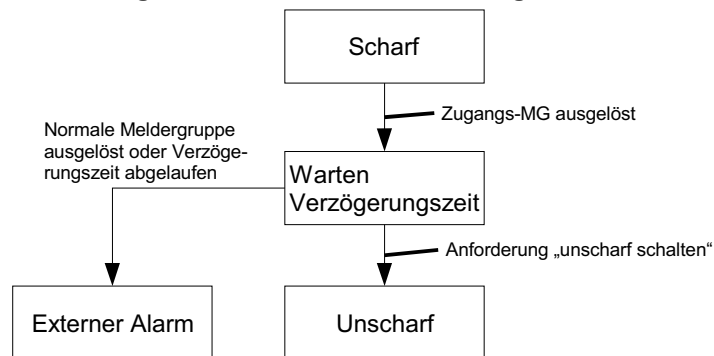 Scharf
Zugangs-MG ausgelöst
Normale Meldergruppe
ausgelöst oder Verzöge-
rungszeit abgelaufen
Warten
Verzögerungszeit
Anforderung „unscharf schalten“
Externer Alarm
Unscharf